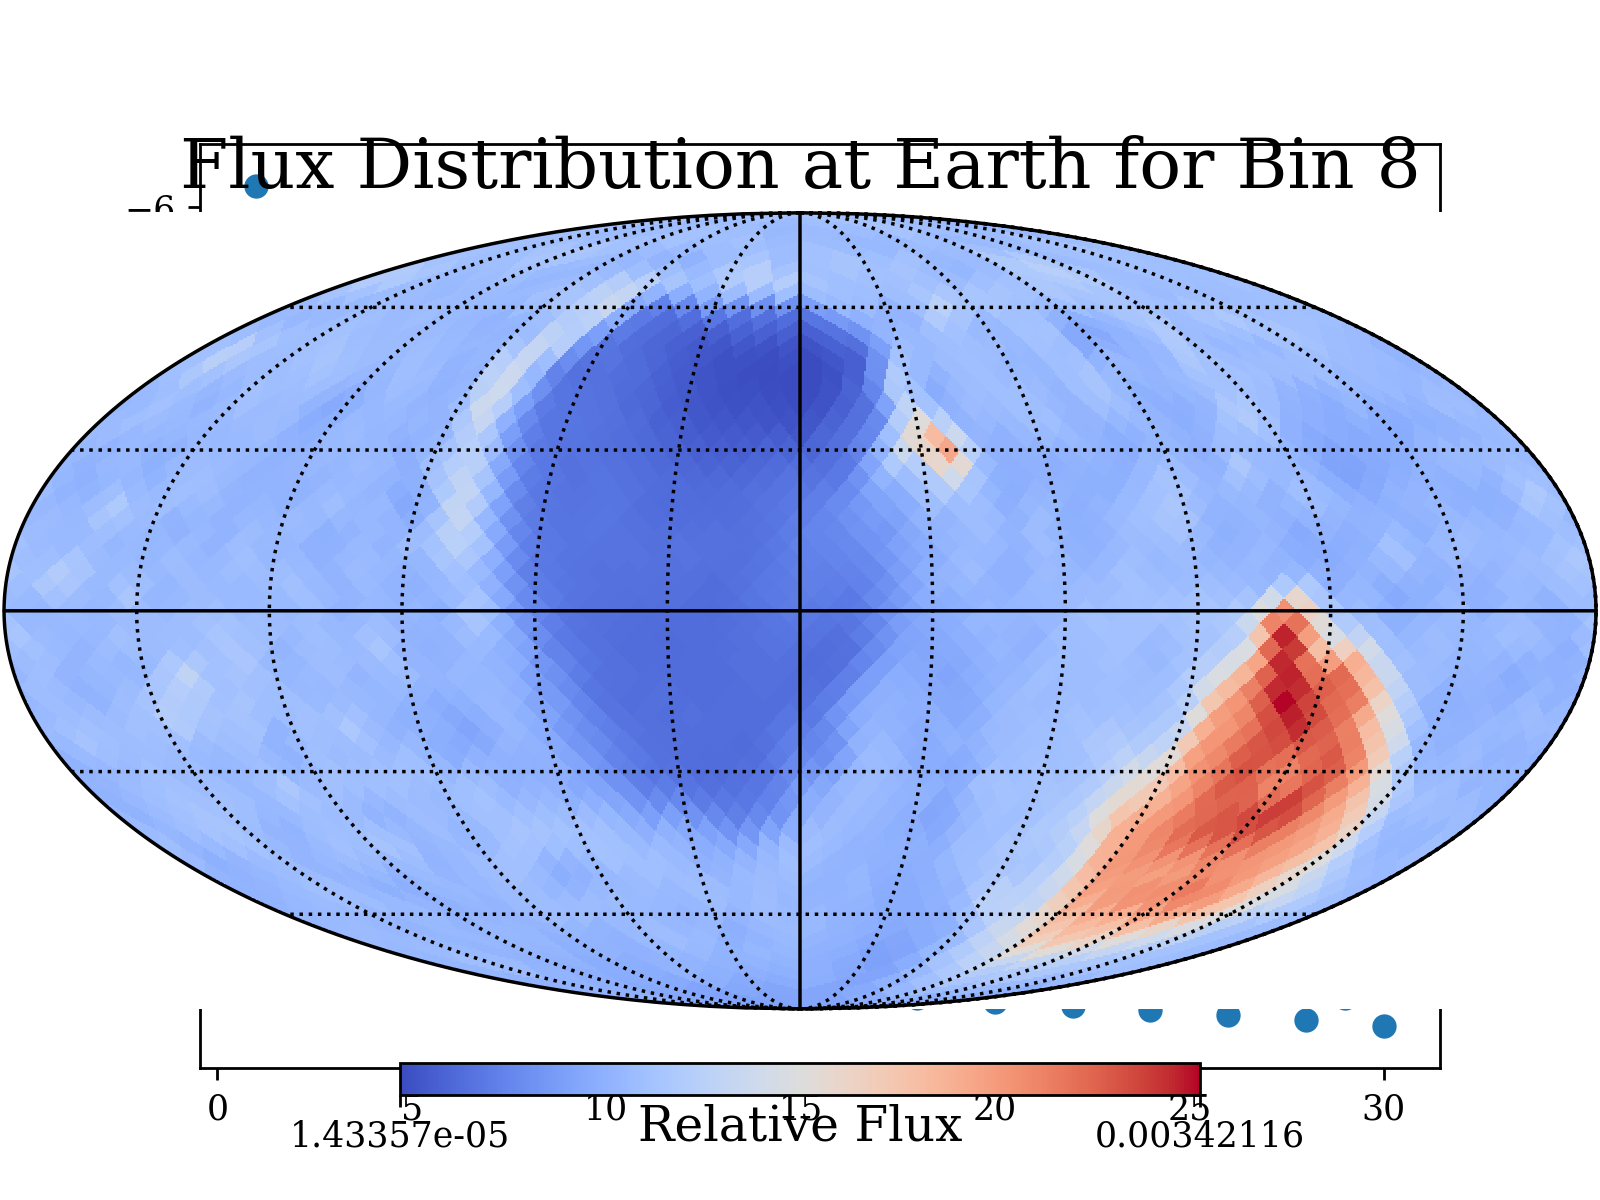 Flux Distribution at Earth for Bin 8
−6
0 5 10 15 20 25 30
Relative Flux
1.43357e-05 0.00342116